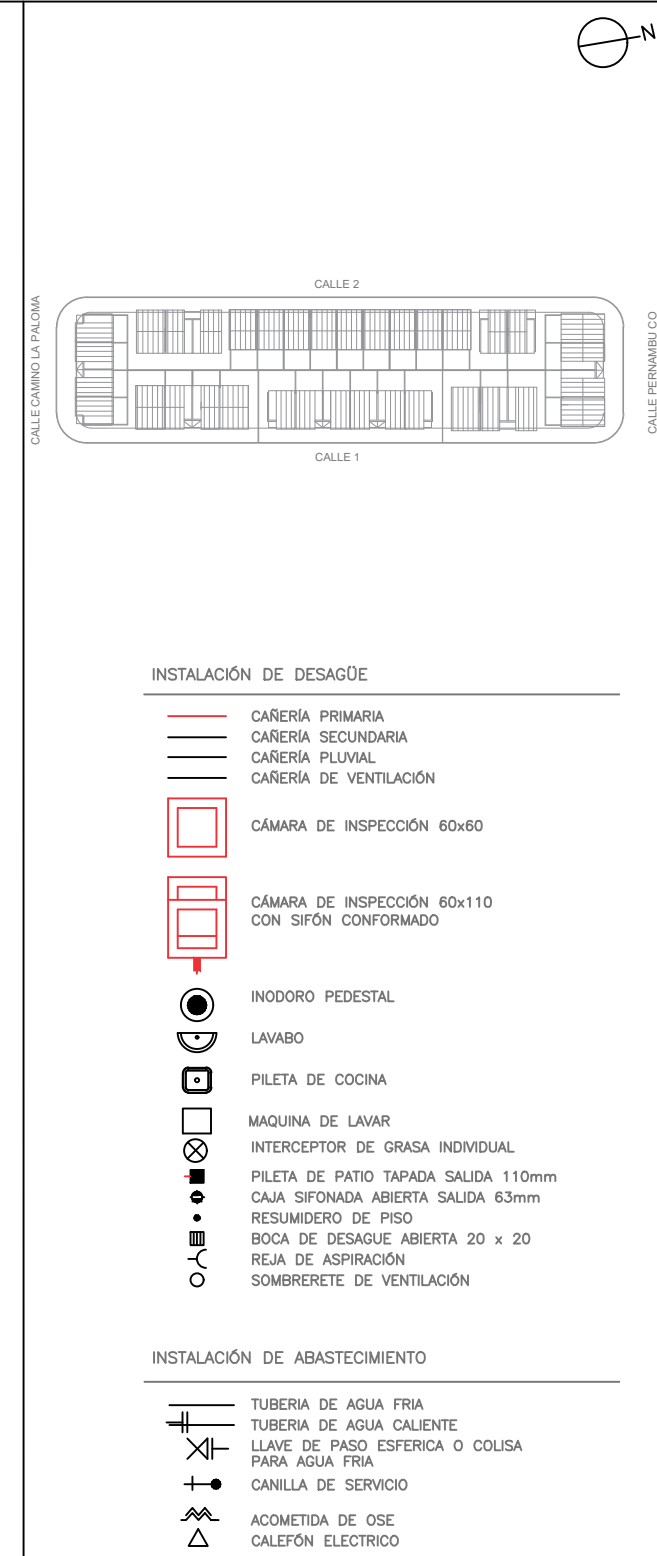 N
CALLE 2
CALLE CAMINO LA PALOMA
CALLE PERNAMBU CO
CALLE 1
INSTALACIÓN DE DESAGÜE
CAÑERÍA PRIMARIA
CAÑERÍA SECUNDARIA
CAÑERÍA PLUVIAL
CAÑERÍA DE VENTILACIÓN
CÁMARA DE INSPECCIÓN 60x60
CÁMARA DE INSPECCIÓN 60x110
CON SIFÓN CONFORMADO
INODORO PEDESTAL
LAVABO
PILETA DE COCINA
MAQUINA DE LAVAR
INTERCEPTOR DE GRASA INDIVIDUAL
PILETA DE PATIO TAPADA SALIDA 110mm
CAJA SIFONADA ABIERTA SALIDA 63mm
RESUMIDERO DE PISO
BOCA DE DESAGUE ABIERTA 20 x 20
REJA DE ASPIRACIÓN
SOMBRERETE DE VENTILACIÓN
INSTALACIÓN DE ABASTECIMIENTO
TUBERIA DE AGUA FRIA
TUBERIA DE AGUA CALIENTE
LLAVE DE PASO ESFERICA O COLISA
PARA AGUA FRIA
CANILLA DE SERVICIO
ACOMETIDA DE OSE
CALEFÓN ELECTRICO